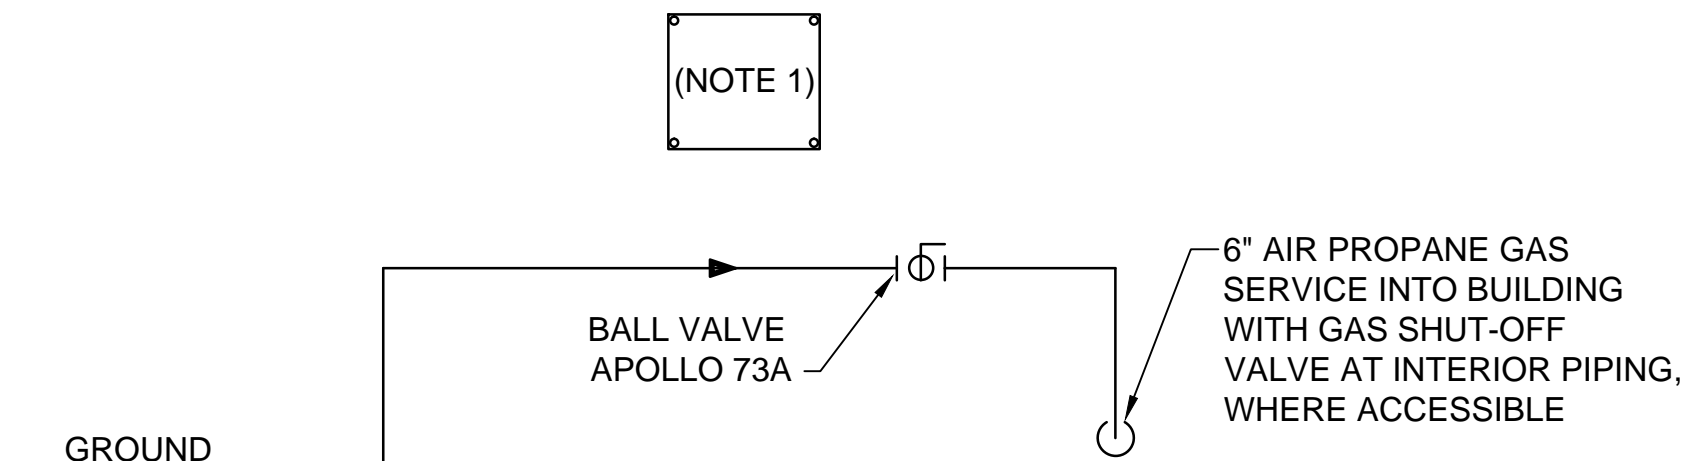 (NOTE 1)
6" AIR PROPANE GAS
SERVICE INTO BUILDING
WITH GAS SHUT-OFF
VALVE AT INTERIOR PIPING,
WHERE ACCESSIBLE
BALL VALVE
APOLLO 73A
GROUND